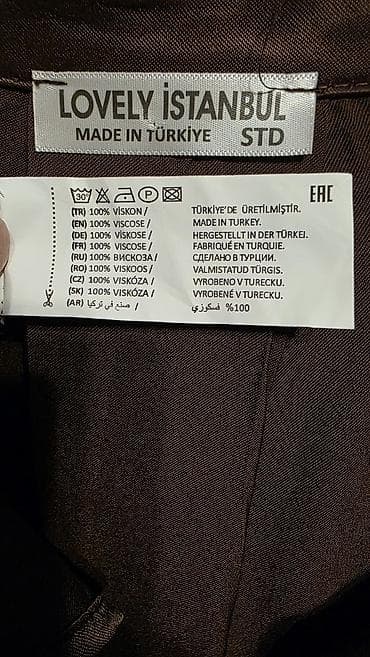 LOVELY İSTANBUL
MADE IN TÜRKİYE STD
30° P EAC
(TR) 100% VİSKON / TÜRKİYE'DE ÜRETİLMİŞTİR.
(EN) 100% VISCOSE / MADE IN TURKEY.
(DE) 100% VİSKOSE / HERGESTELLT IN DER TÜRKEİ.
(FR) 100% VISCOSE / FABRIQUÉ EN TURQUIE.
(RU) 100% ВИСКОЗА / СДЕЛАНО В ТУРЦИИ.
(RO) 100% VISKOOS / VALMISTATUD TÜRGIS.
(CZ) 100% VISKÓZA / VYROBENO V TURECKU.
(SK) 100% VISKÓZA / VYROBENÉ V TURECKU.
(AR) صنع في تركيا / %100 فسكوزي